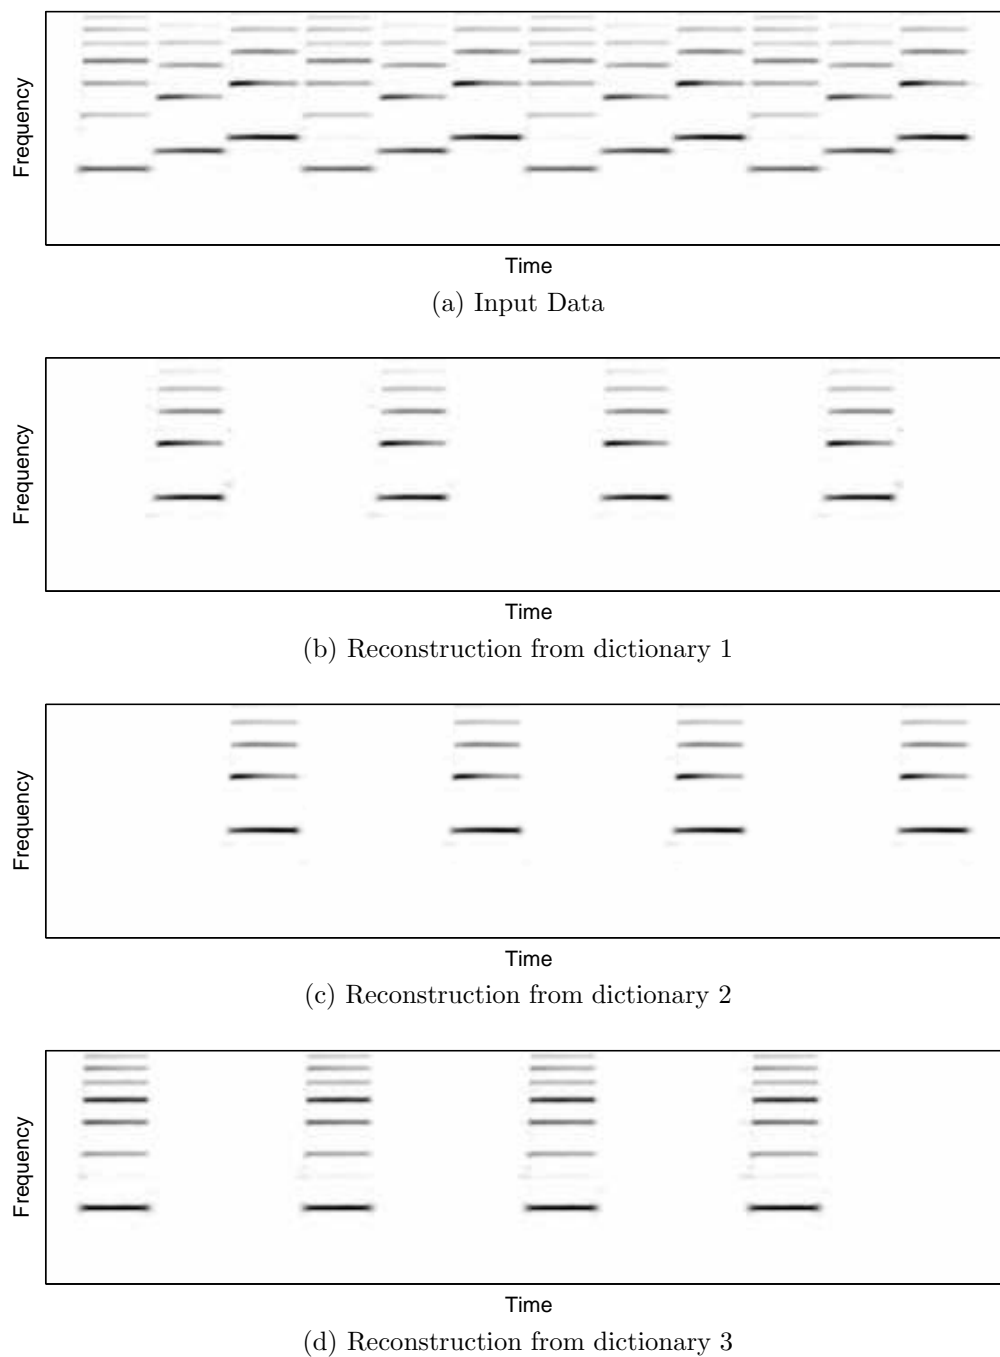 Frequency
Time
(a) Input Data
Frequency
Time
(b) Reconstruction from dictionary 1
Frequency
Time
(c) Reconstruction from dictionary 2
Frequency
Time
(d) Reconstruction from dictionary 3